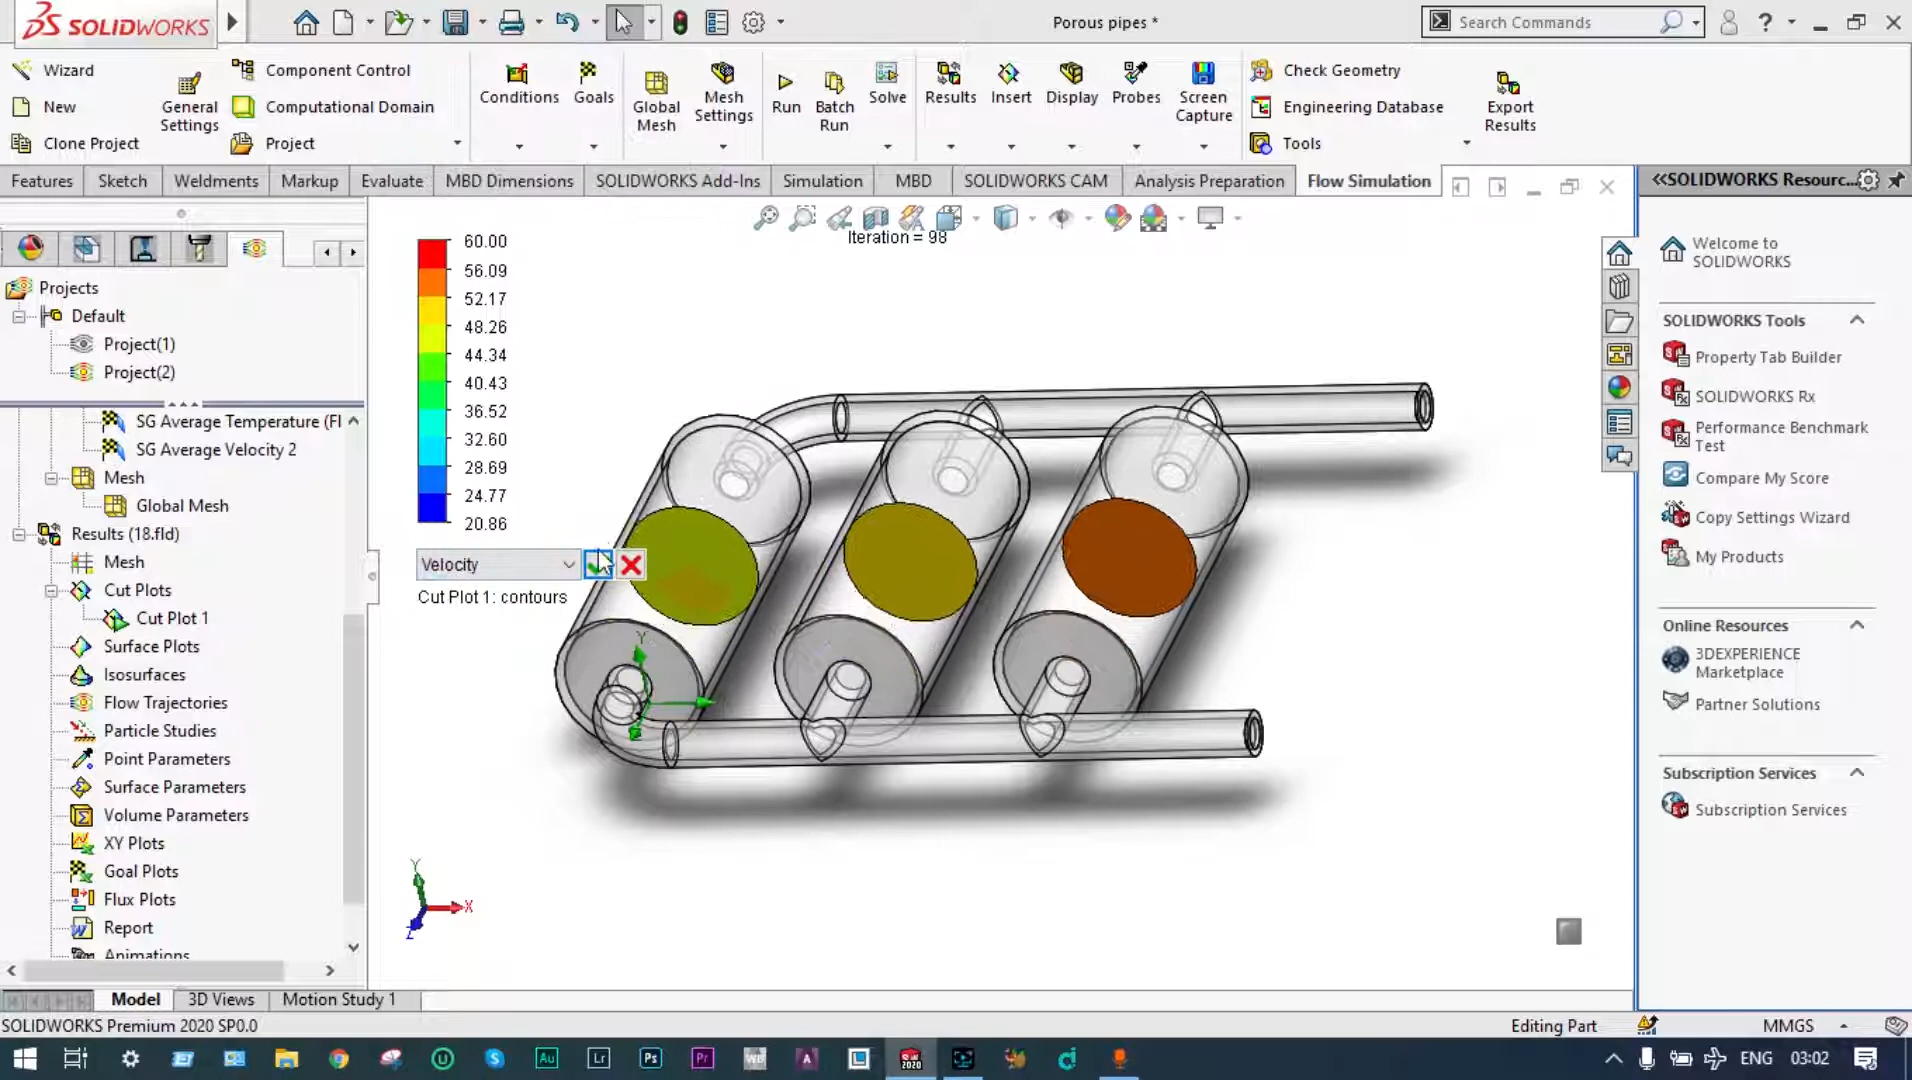 SOLIDWORKS
Porous pipes *
Search Commands
Wizard
New
Clone Project
General Settings
Component Control
Computational Domain
Project
Conditions
Goals
Global Mesh
Mesh Settings
Run
Batch Run
Solve
Results
Insert
Display
Probes
Screen Capture
Check Geometry
Engineering Database
Tools
Export Results
Features
Sketch
Weldments
Markup
Evaluate
MBD Dimensions
SOLIDWORKS Add-Ins
Simulation
MBD
SOLIDWORKS CAM
Analysis Preparation
Flow Simulation
Projects
Default
Project(1)
Project(2)
SG Average Temperature (Fl
SG Average Velocity 2
Mesh
Global Mesh
Results (18.fld)
Mesh
Cut Plots
Cut Plot 1
Surface Plots
Isosurfaces
Flow Trajectories
Particle Studies
Point Parameters
Surface Parameters
Volume Parameters
XY Plots
Goal Plots
Flux Plots
Report
Animations
Iteration = 98
60.00
56.09
52.17
48.26
44.34
40.43
36.52
32.60
28.69
24.77
20.86
Velocity
Cut Plot 1: contours
Y
Y
X
Z
«SOLIDWORKS Resourc...
Welcome to
SOLIDWORKS
SOLIDWORKS Tools
Property Tab Builder
SOLIDWORKS Rx
Performance Benchmark
Test
Compare My Score
Copy Settings Wizard
My Products
Online Resources
3DEXPERIENCE
Marketplace
Partner Solutions
Subscription Services
Subscription Services
Model
3D Views
Motion Study 1
SOLIDWORKS Premium 2020 SP0.0
Editing Part
MMGS
Au
Lr
Ps
Pr
ENG
03:02